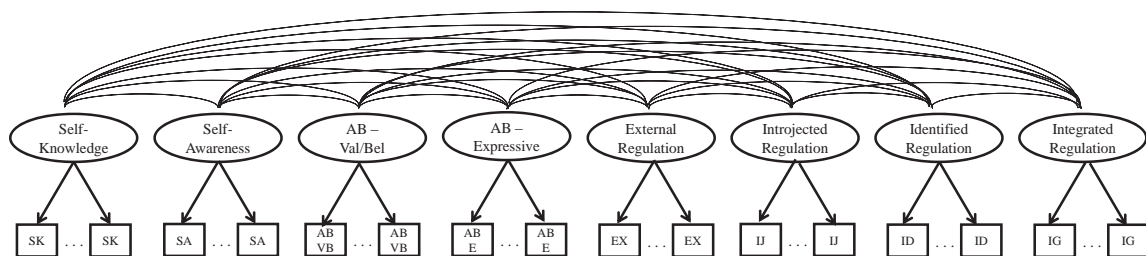 Self-
Knowledge
Self-
Awareness
AB –
Val/Bel
AB –
Expressive
External
Regulation
Introjected
Regulation
Identified
Regulation
Integrated
Regulation
SK ... SK
SA ... SA
AB
VB ... AB
VB
AB
E ... AB
E
EX ... EX
IJ ... IJ
ID ... ID
IG ... IG